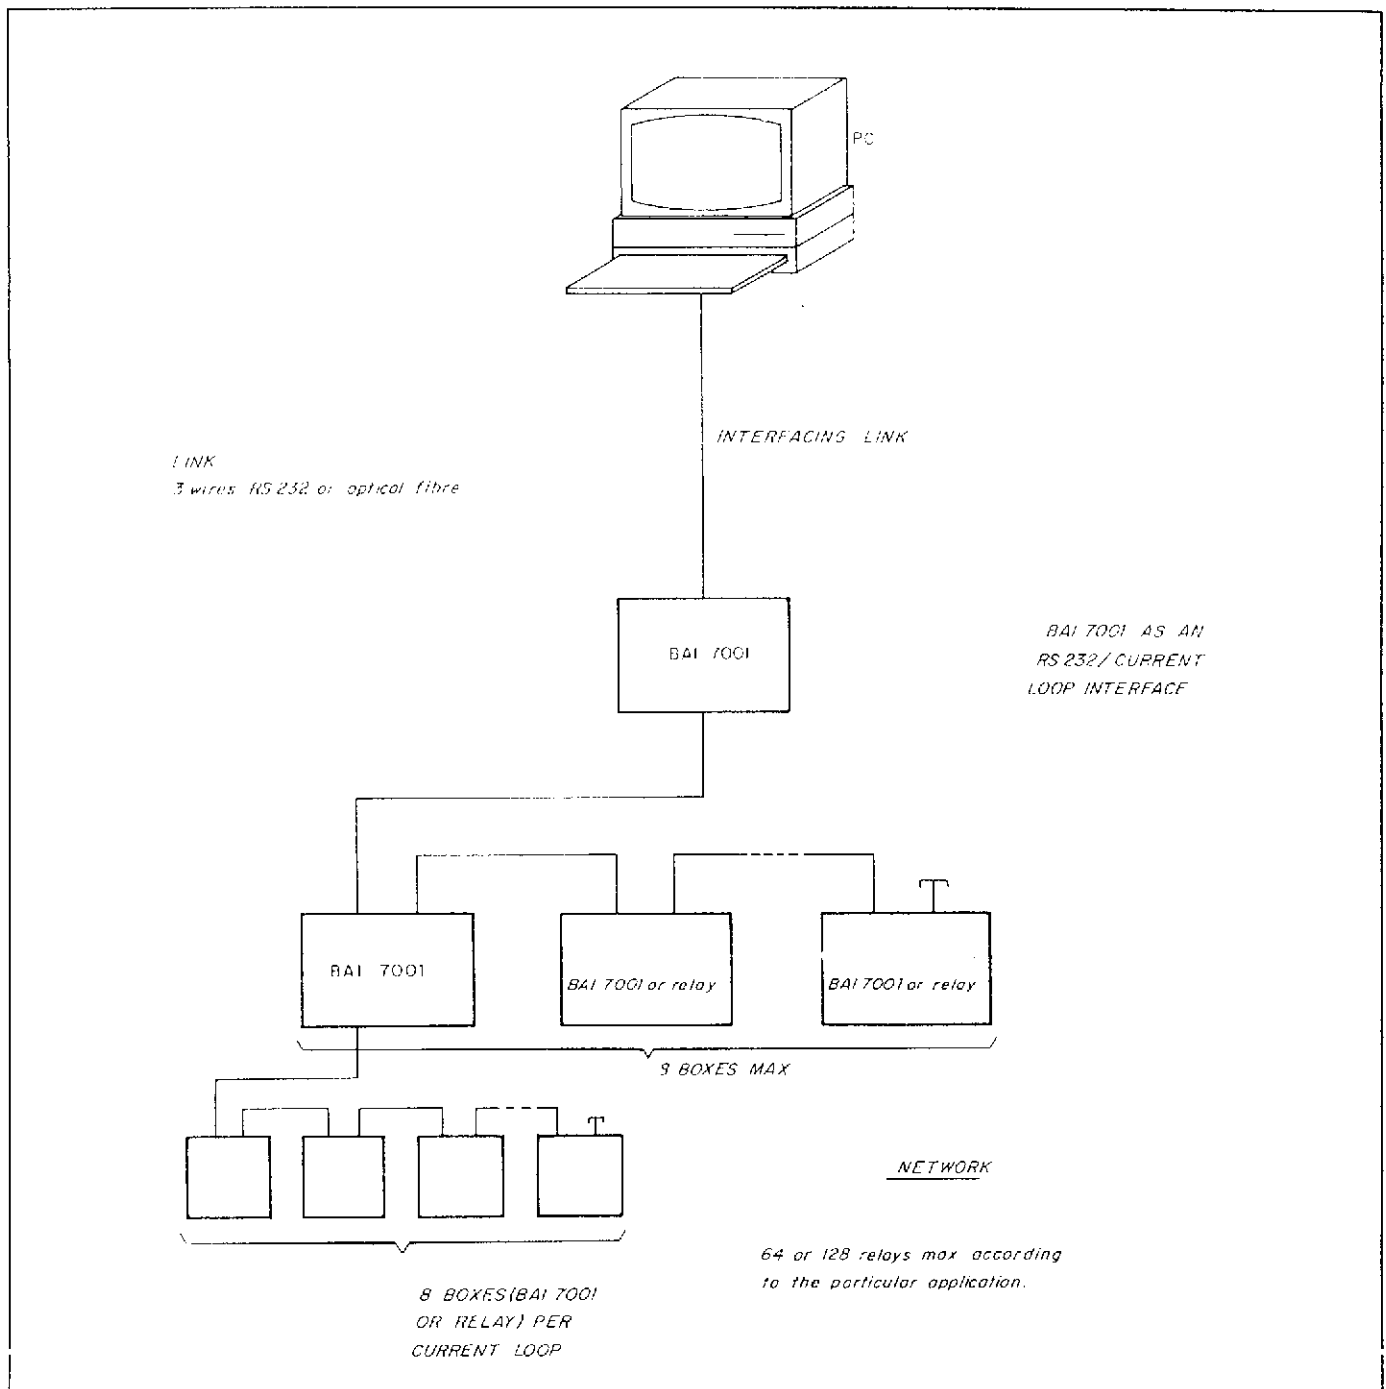 PC
INTERFACING LINK
LINK
3 wires RS 232 or optical fibre
BAI 7001
BAI 7001 AS AN
RS 232/CURRENT
LOOP INTERFACE
BAI 7001
BAI 7001 or relay
BAI 7001 or relay
BOXES MAX
NETWORK
64 or 128 relays max according
to the particular application.
8 BOXES (BAI 7001
OR RELAY) PER
CURRENT LOOP